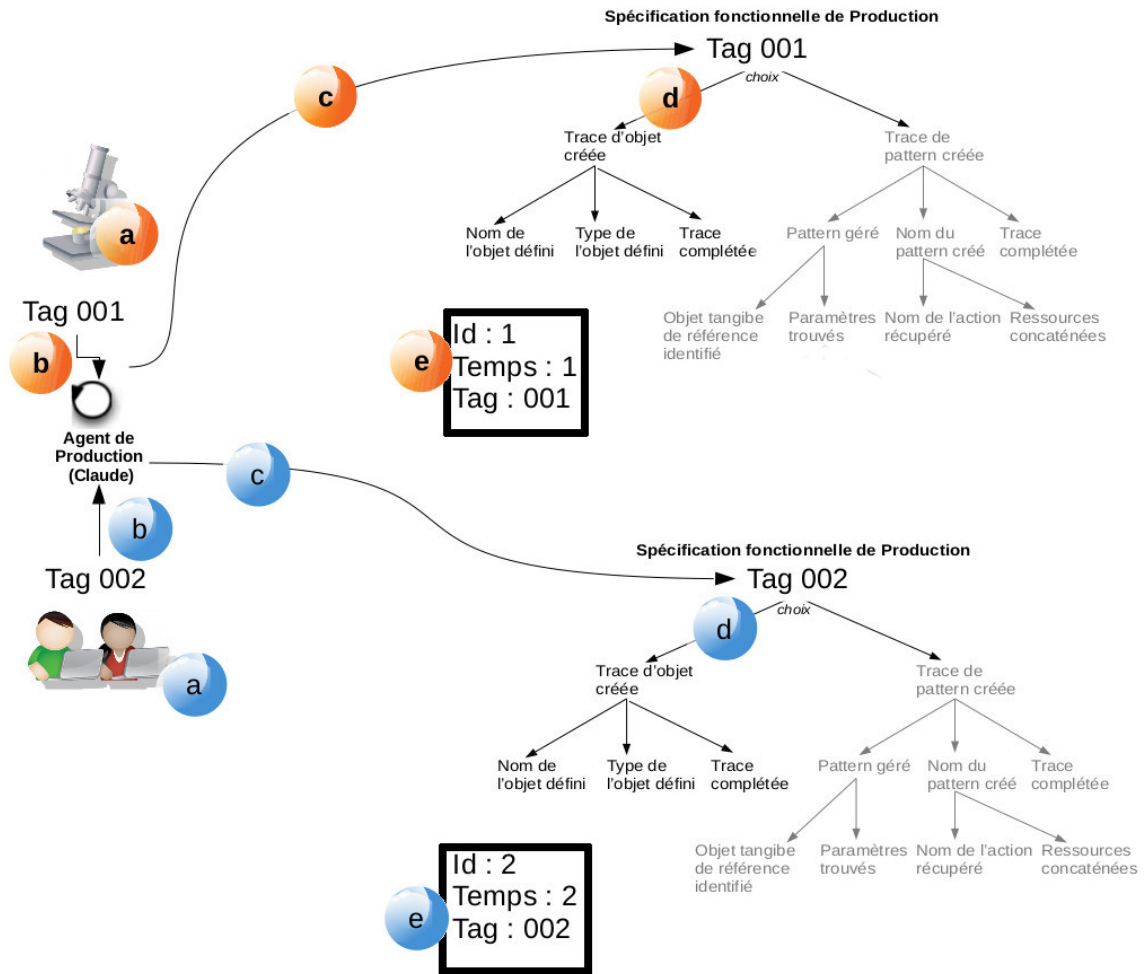 Spécification fonctionnelle de Production
Tag 001
choix
c
d
Trace d'objet
créée
Trace de
pattern créée
a
Nom de
l'objet défini
Type de
l'objet défini
Trace
complétée
Pattern géré
Nom du
pattern créé
Trace
complétée
Tag 001
Objet tangibe
de référence
identifié
Paramètres
trouvés
Nom de l'action
récupéré
Ressources
concaténées
b
e
Id : 1
Temps : 1
Tag : 001
Agent de
Production
(Claude)
c
b
Spécification fonctionnelle de Production
Tag 002
Tag 002
choix
d
a
Trace d'objet
créée
Trace de
pattern créée
Nom de
l'objet défini
Type de
l'objet défini
Trace
complétée
Pattern géré
Nom du
pattern créé
Trace
complétée
Objet tangibe
de référence
identifié
Paramètres
trouvés
Nom de l'action
récupéré
Ressources
concaténées
e
Id : 2
Temps : 2
Tag : 002